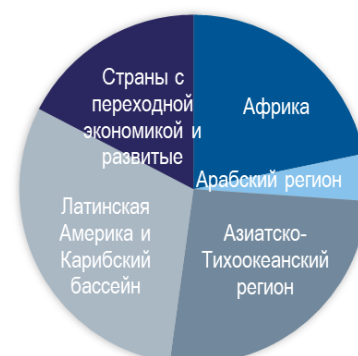 Страны с
переходной
экономикой и
развитые
Африка
Арабский регион
Азиатско-
Тихоокеанский
регион
Латинская
Америка и
Карибский
бассейн